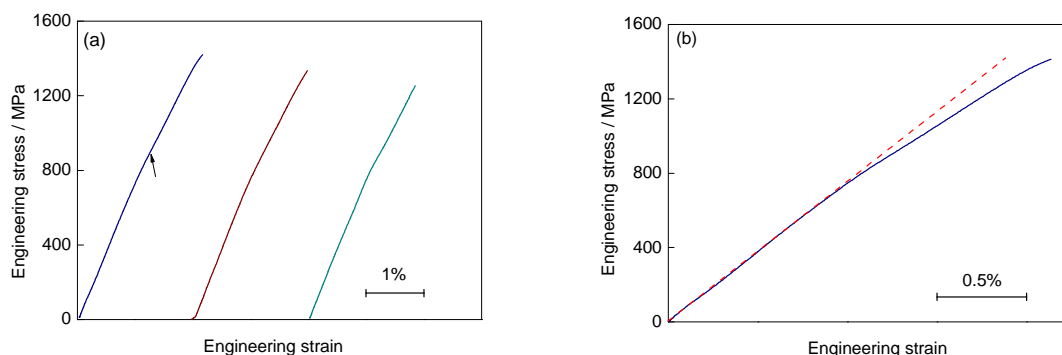 (a)
Engineering stress / MPa
1600
1200
800
400
0
1%
Engineering strain
(b)
Engineering stress / MPa
1600
1200
800
400
0
0.5%
Engineering strain